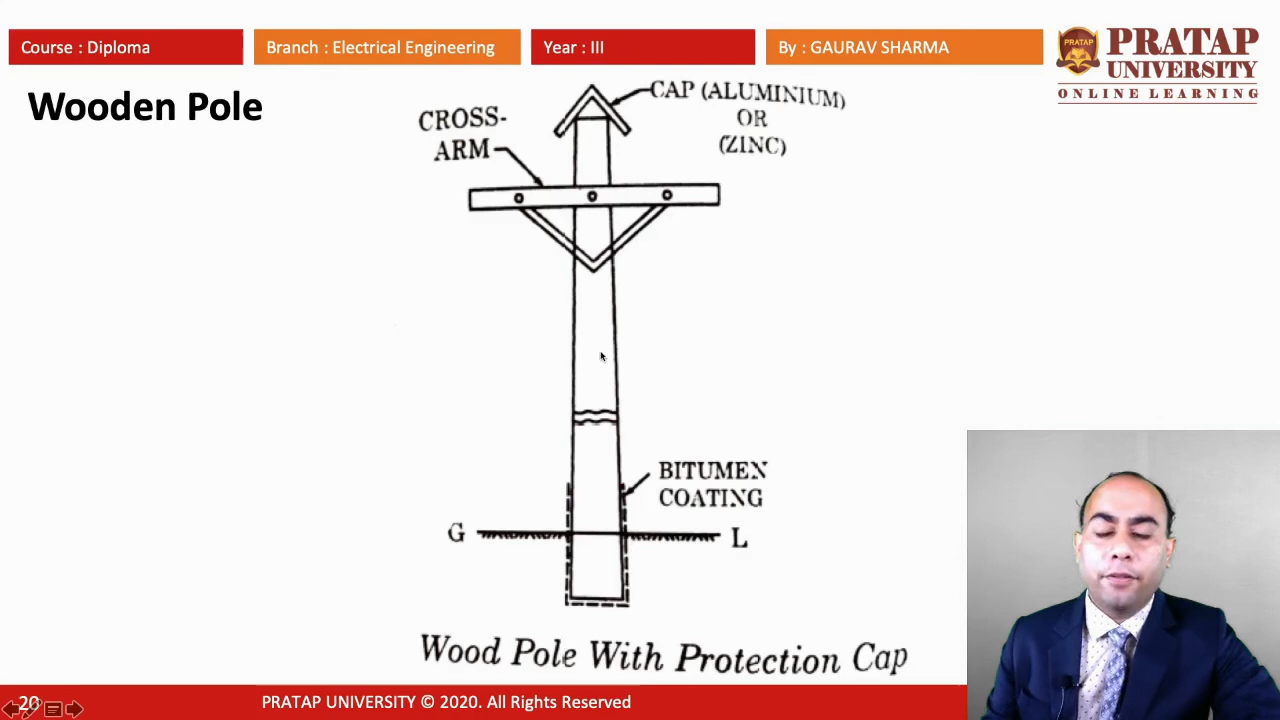 Course : Diploma
Branch : Electrical Engineering
Year : III
By : GAURAV SHARMA
PRATAP
PRATAP
UNIVERSITY
ONLINE LEARNING
Wooden Pole
CROSS-
ARM
CAP (ALUMINIUM)
OR
(ZINC)
BITUMEN
COATING
G
L
Wood Pole With Protection Cap
20
PRATAP UNIVERSITY © 2020. All Rights Reserved